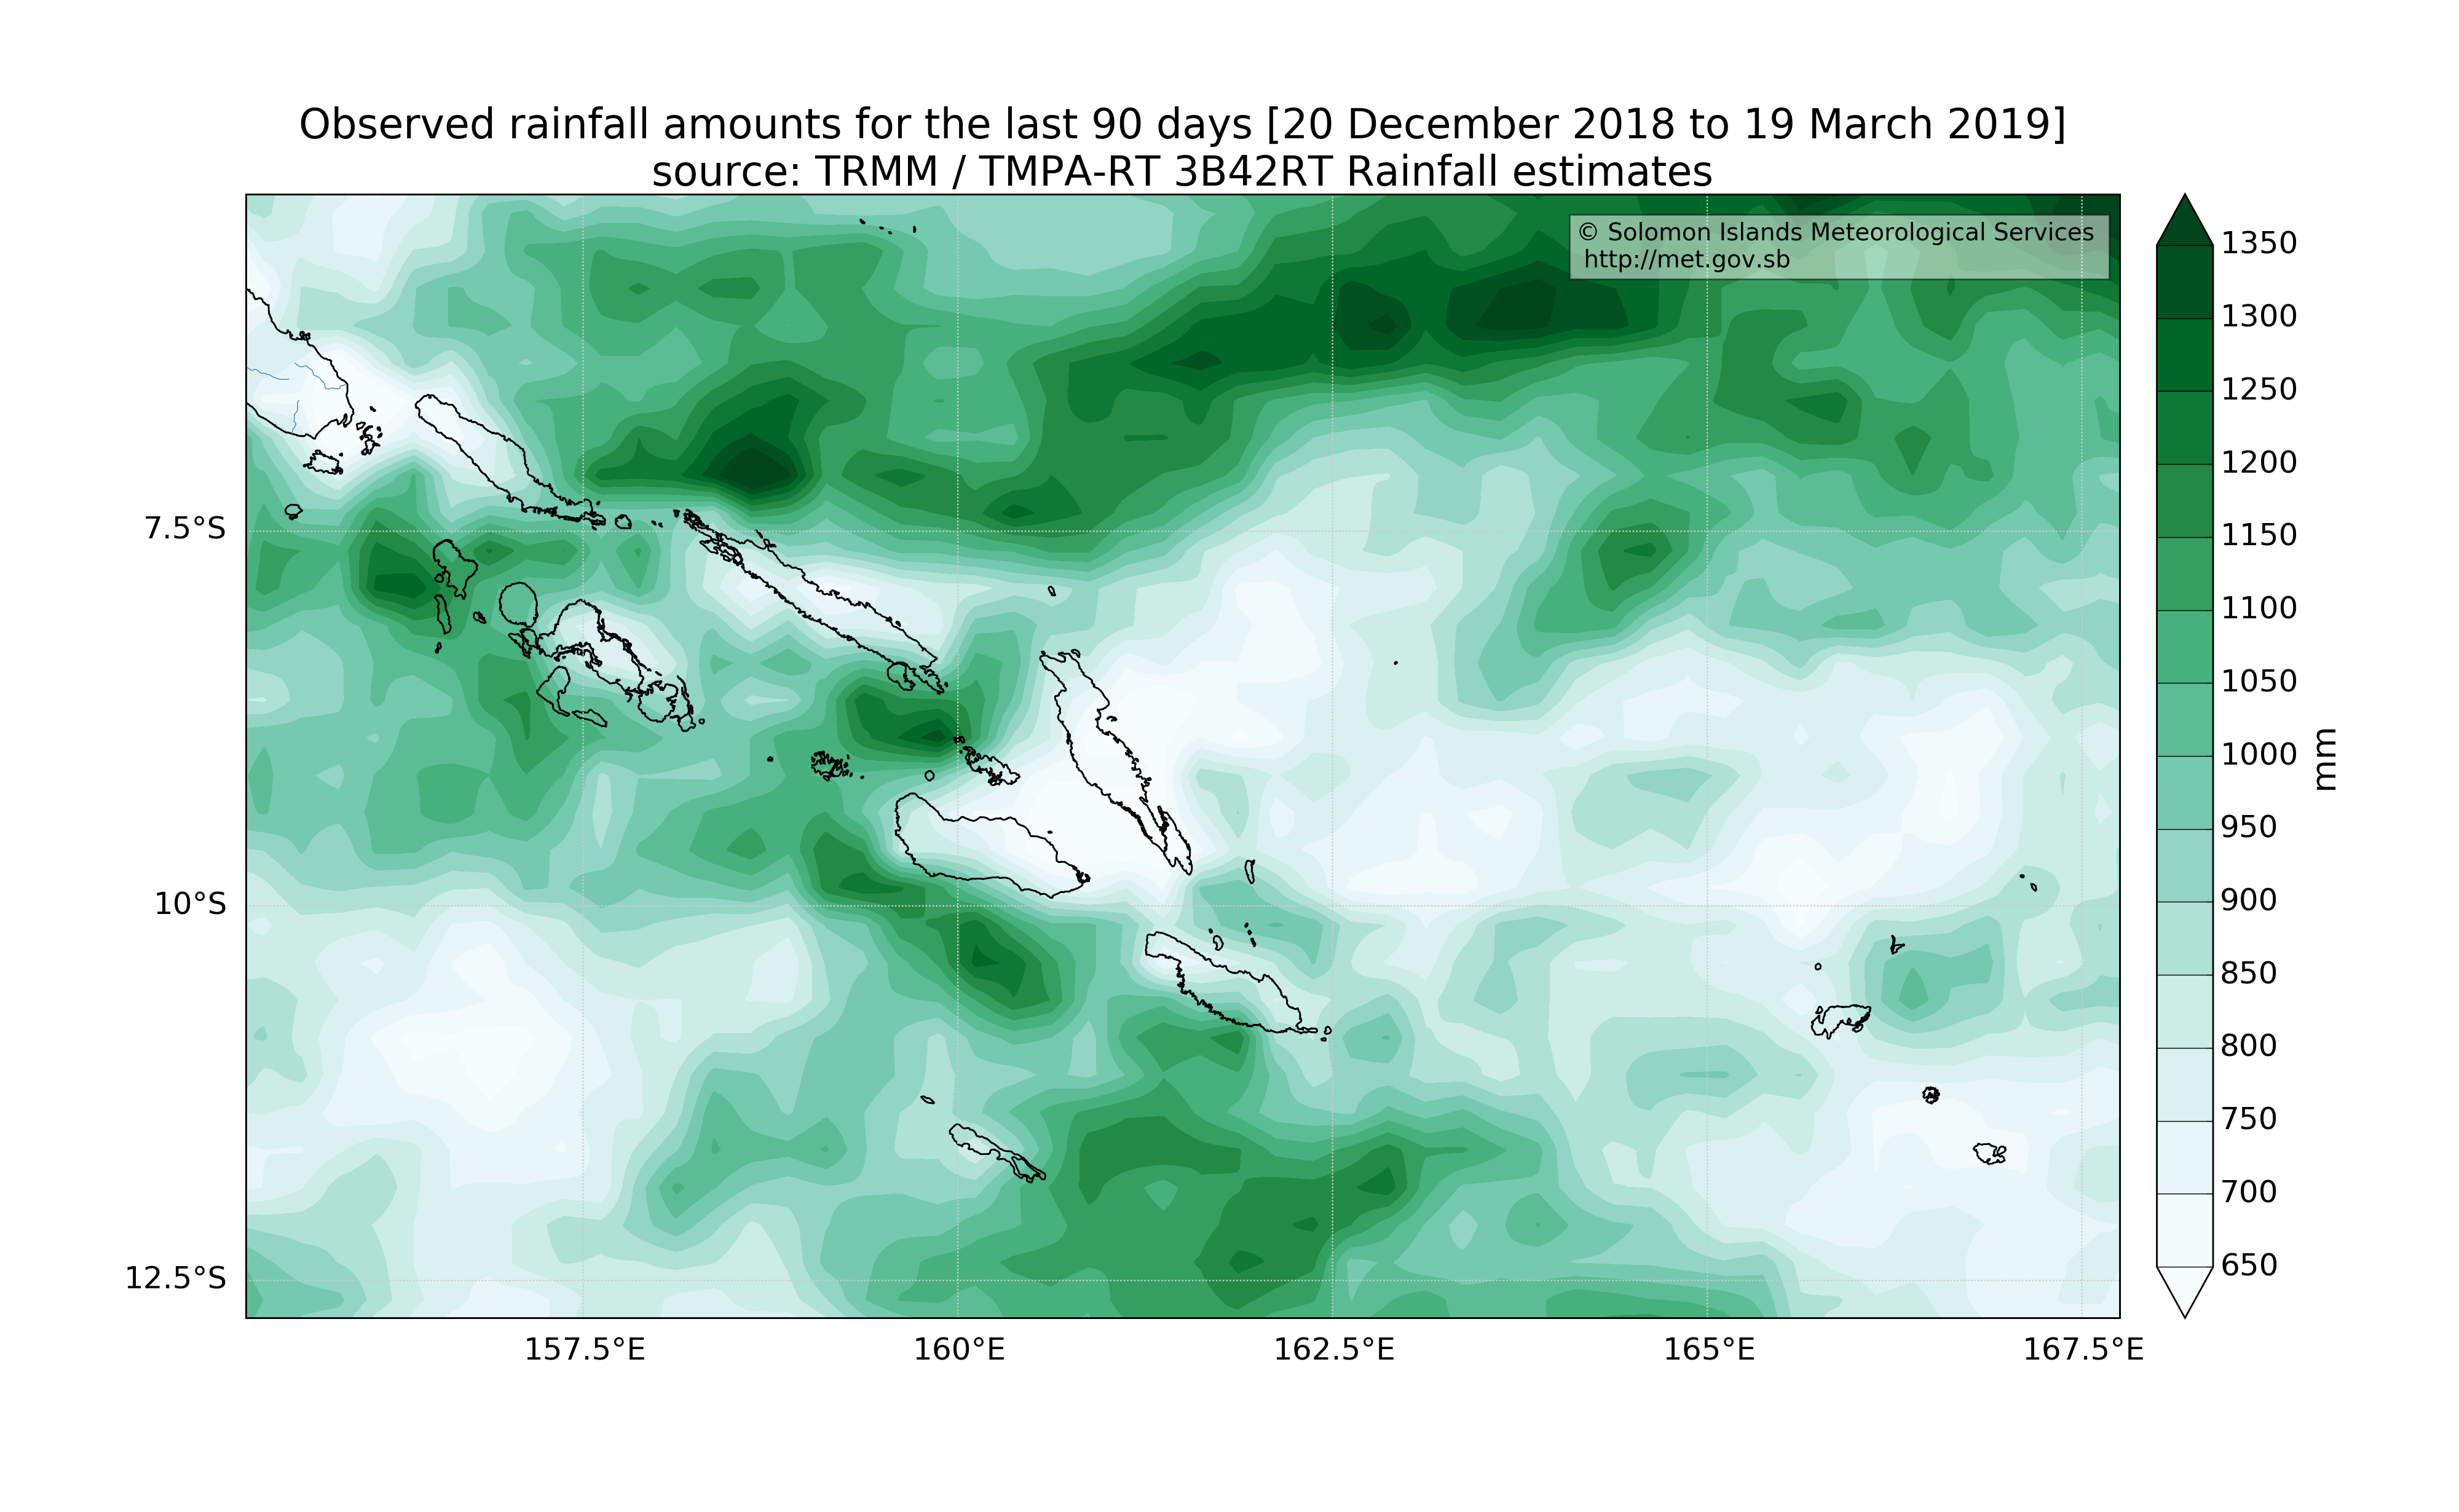 Observed rainfall amounts for the last 90 days [20 December 2018 to 19 March 2019]
source: TRMM / TMPA-RT 3B42RT Rainfall estimates
© Solomon Islands Meteorological Services
http://met.gov.sb
7.5°S
10°S
12.5°S
157.5°E
160°E
162.5°E
165°E
167.5°E
1350
1300
1250
1200
1150
1100
1050
1000
950
900
850
800
750
700
650
mm